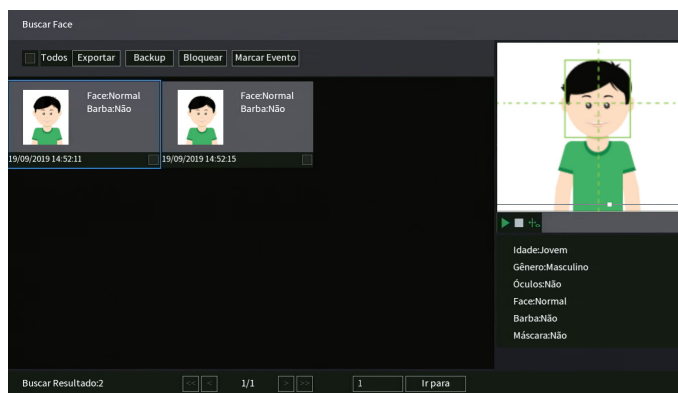 Buscar Face
Todos Exportar Backup Bloquear Marcar Evento
Face:Normal
Barba:Não
19/09/2019 14:52:11
Face:Normal
Barba:Não
19/09/2019 14:52:15
Idade:Jovem
Gênero:Masculino
Óculos:Não
Face:Normal
Barba:Não
Máscara:Não
Buscar Resultado:2 << < 1/1 > >> 1 Ir para